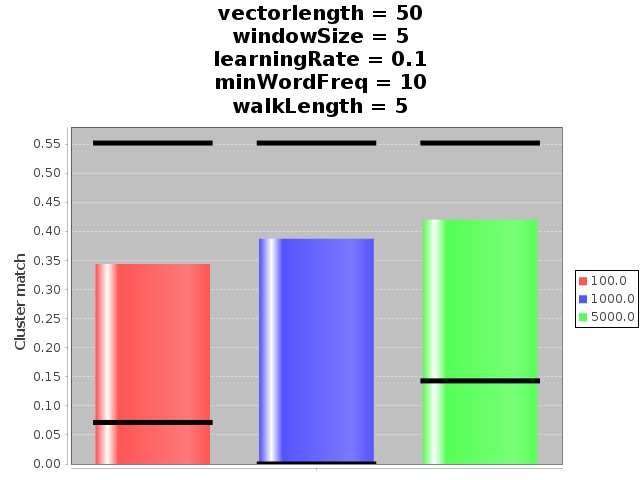 vectorlength = 50
windowSize = 5
learningRate = 0.1
minWordFreq = 10
walkLength = 5
0.55
0.50
0.45
0.40
0.35
0.30
0.25
0.20
0.15
0.10
0.05
0.00
Cluster match
100.0
1000.0
5000.0